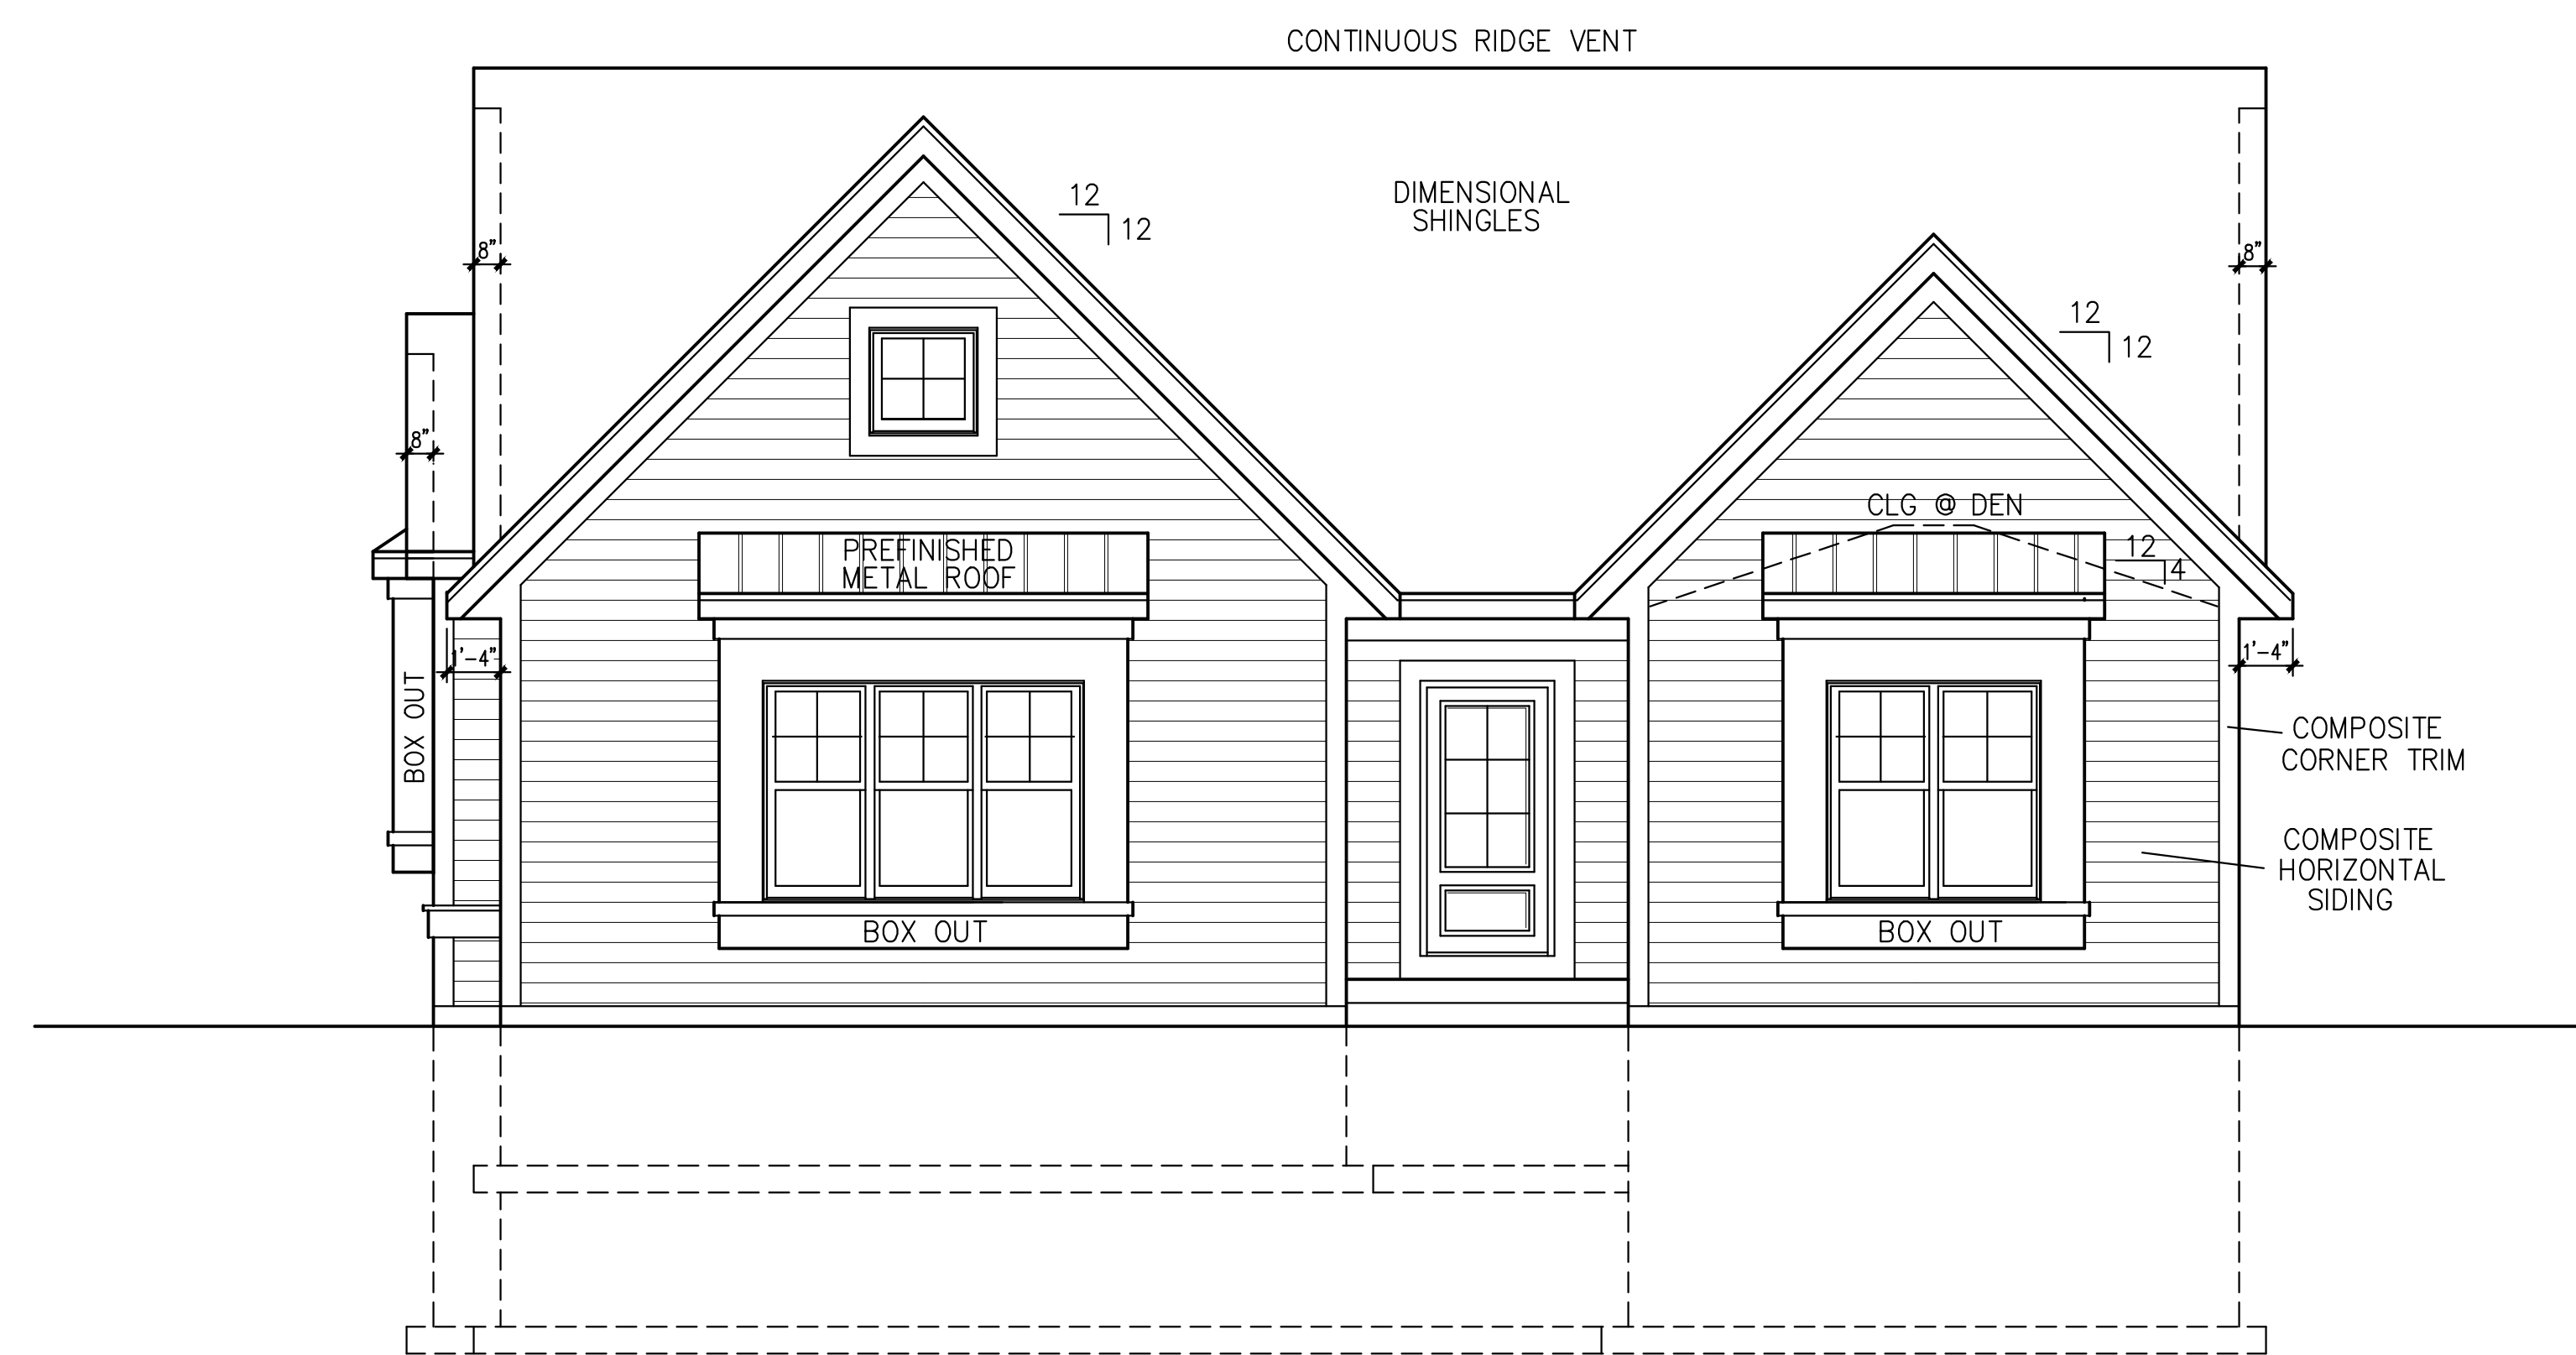 CONTINUOUS RIDGE VENT
12
12
DIMENSIONAL
SHINGLES
8"
8"
12
12
8"
CLG @ DEN
PREFINISHED
METAL ROOF
12
4
1'-4"
1'-4"
BOX OUT
COMPOSITE
CORNER TRIM
COMPOSITE
HORIZONTAL
SIDING
BOX OUT
BOX OUT